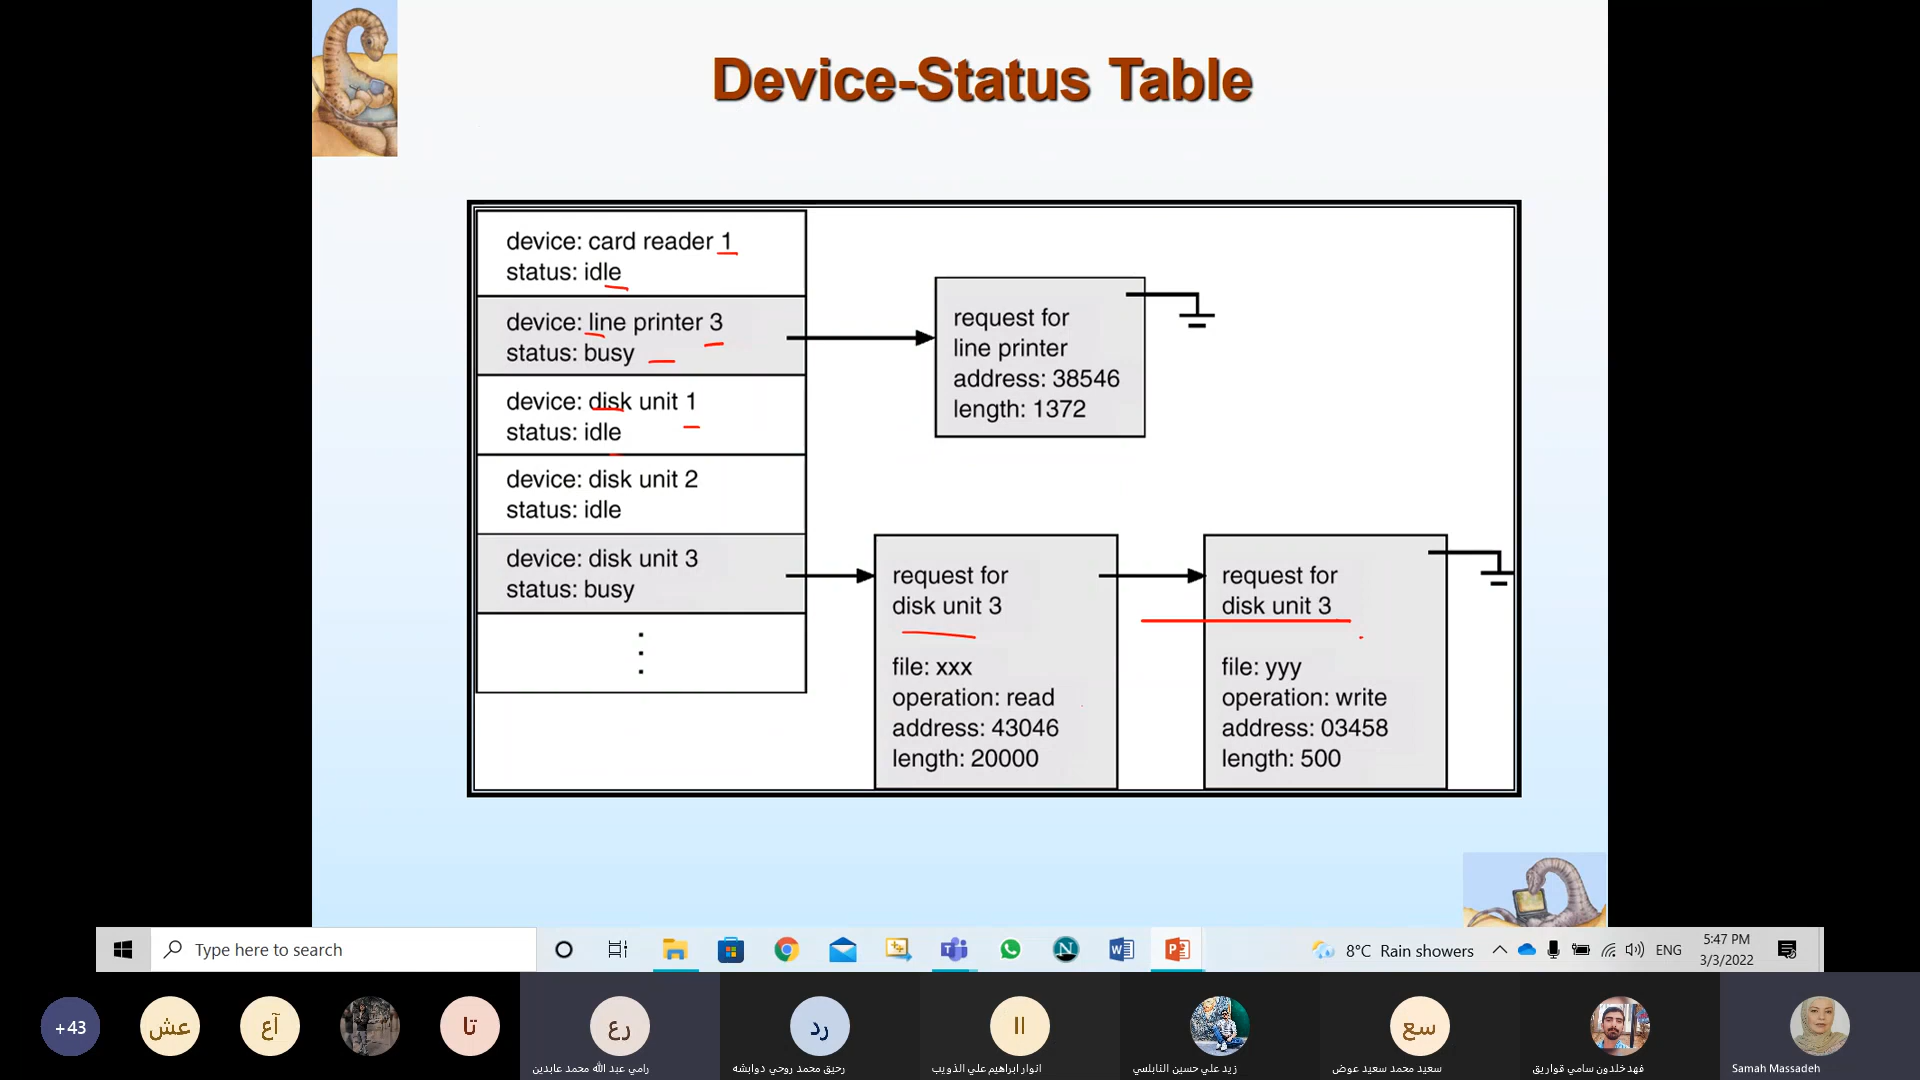 Device-Status Table
device: card reader 1
status: idle
device: line printer 3
status: busy
device: disk unit 1
status: idle
device: disk unit 2
status: idle
device: disk unit 3
status: busy
request for
line printer
address: 38546
length: 1372
request for
disk unit 3
file: xxx
operation: read
address: 43046
length: 20000
request for
disk unit 3
file: yyy
operation: write
address: 03458
length: 500
Type here to search
8°C Rain showers
ENG
5:47 PM
3/3/2022
+43
عش
آع
تا
رع
رامي عبد الله محمد عابدين
رد
رحيق محمد روحي دوابشه
اا
انوار ابراهيم علي الذويب
زيد علي حسين النابلسي
سع
سعيد محمد سعيد عوض
فهدخلدون سامي قواريق
Samah Massadeh